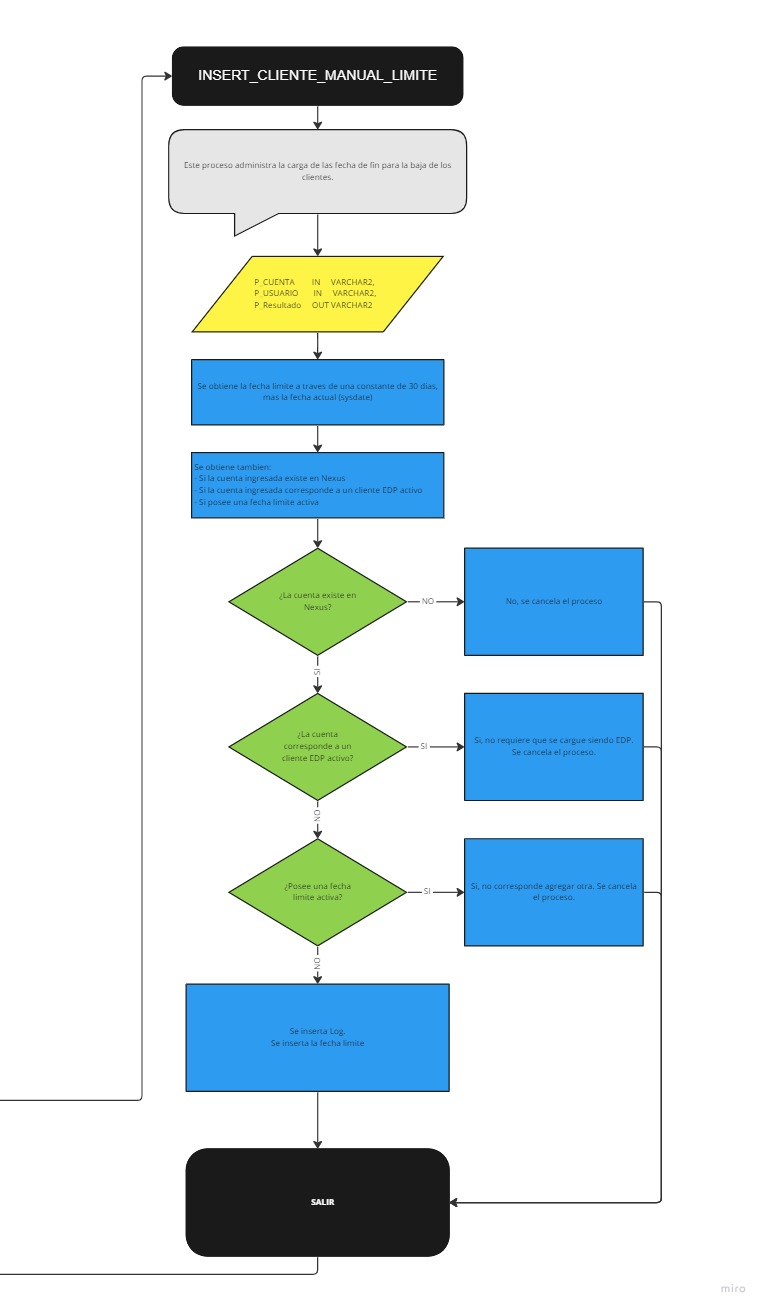 INSERT_CLIENTE_MANUAL_LIMITE
Este proceso administra la carga de las fecha de fin para la baja de los
clientes.
P_CUENTA IN VARCHAR2,
P_USUARIO IN VARCHAR2,
P_Resultado OUT VARCHAR2
Se obtiene la fecha limite a traves de una constante de 30 dias,
mas la fecha actual (sysdate)
Se obtiene tambien:
- Si la cuenta ingresada existe en Nexus
- Si la cuenta ingresada corresponde a un cliente EDP activo
- Si posee una fecha limite activa
¿La cuenta existe en
Nexus?
NO
No, se cancela el proceso
SI
¿La cuenta
corresponde a un
cliente EDP activo?
SI
Si, no requiere que se cargue siendo EDP.
Se cancela el proceso.
NO
¿Posee una fecha
limite activa?
SI
Si, no corresponde agregar otra. Se cancela
el proceso.
NO
Se inserta Log.
Se inserta la fecha limite
SALIR
miro